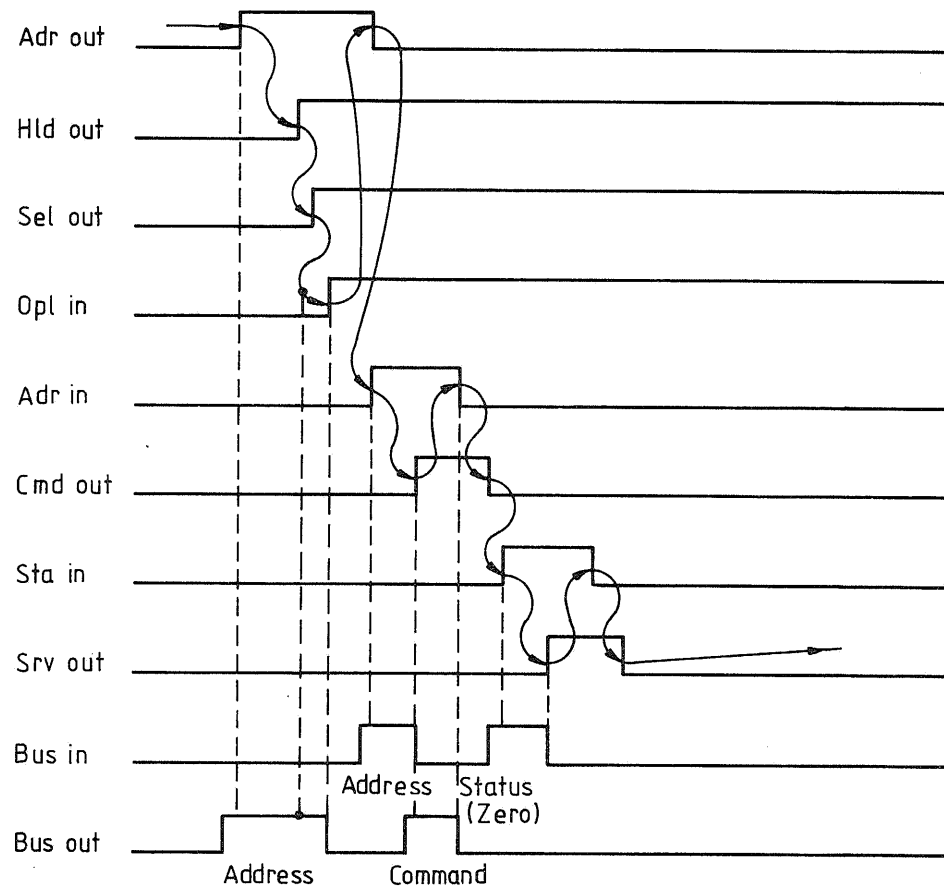 Adr out
Hld out
Sel out
Opl in
Adr in
Cmd out
Sta in
Srv out
Bus in
Address
Status
(Zero)
Bus out
Address
Command